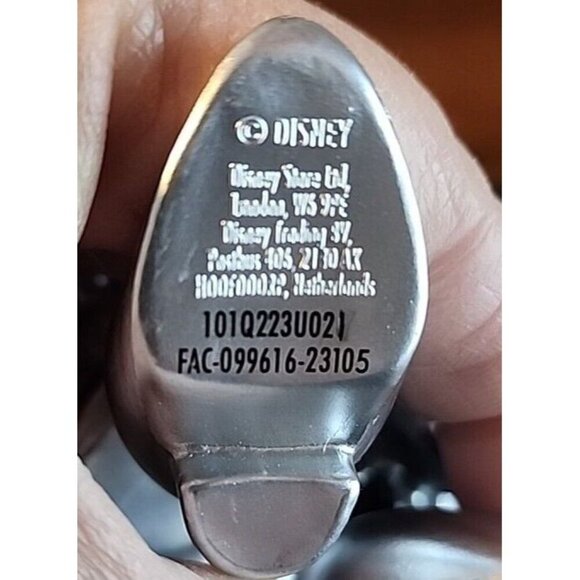 © DISNEY
Disney Store Ltd,
London, W6 9PE
Disney Trading BV,
Postbus 406, 2130 AK
HOOFDDORP, Netherlands
101Q223U021
FAC-099616-23105